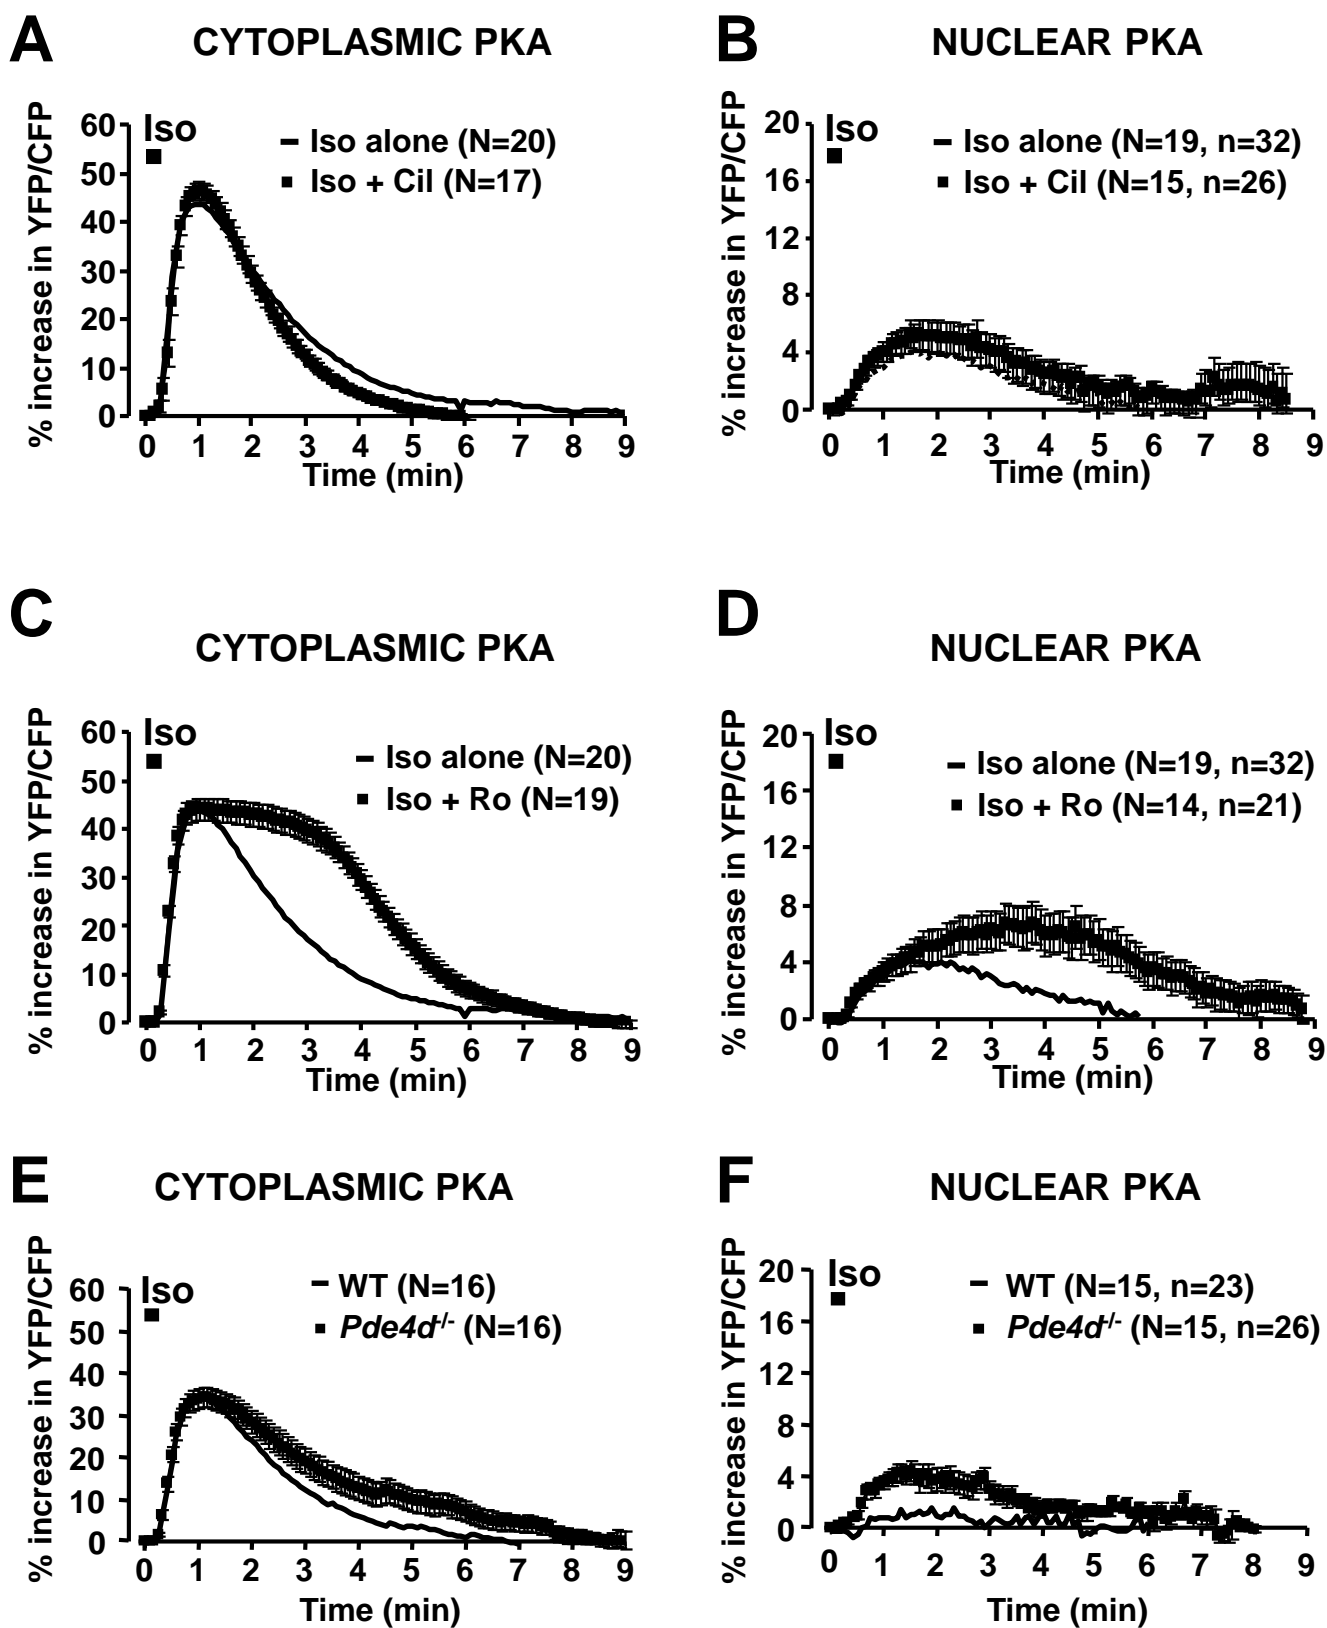 A
CYTOPLASMIC PKA
% increase in YFP/CFP
60
50
40
30
20
10
0
Iso
Iso alone (N=20)
Iso + Cil (N=17)
0 1 2 3 4 5 6 7 8 9
Time (min)
B
NUCLEAR PKA
% increase in YFP/CFP
20
16
12
8
4
0
Iso
Iso alone (N=19, n=32)
Iso + Cil (N=15, n=26)
0 1 2 3 4 5 6 7 8 9
Time (min)
C
CYTOPLASMIC PKA
% increase in YFP/CFP
60
50
40
30
20
10
0
Iso
Iso alone (N=20)
Iso + Ro (N=19)
0 1 2 3 4 5 6 7 8 9
Time (min)
D
NUCLEAR PKA
% increase in YFP/CFP
20
16
12
8
4
0
Iso
Iso alone (N=19, n=32)
Iso + Ro (N=14, n=21)
0 1 2 3 4 5 6 7 8 9
Time (min)
E
CYTOPLASMIC PKA
% increase in YFP/CFP
60
50
40
30
20
10
0
Iso
WT (N=16)
Pde4d-/- (N=16)
0 1 2 3 4 5 6 7 8 9
Time (min)
F
NUCLEAR PKA
% increase in YFP/CFP
20
16
12
8
4
0
Iso
WT (N=15, n=23)
Pde4d-/- (N=15, n=26)
0 1 2 3 4 5 6 7 8 9
Time (min)